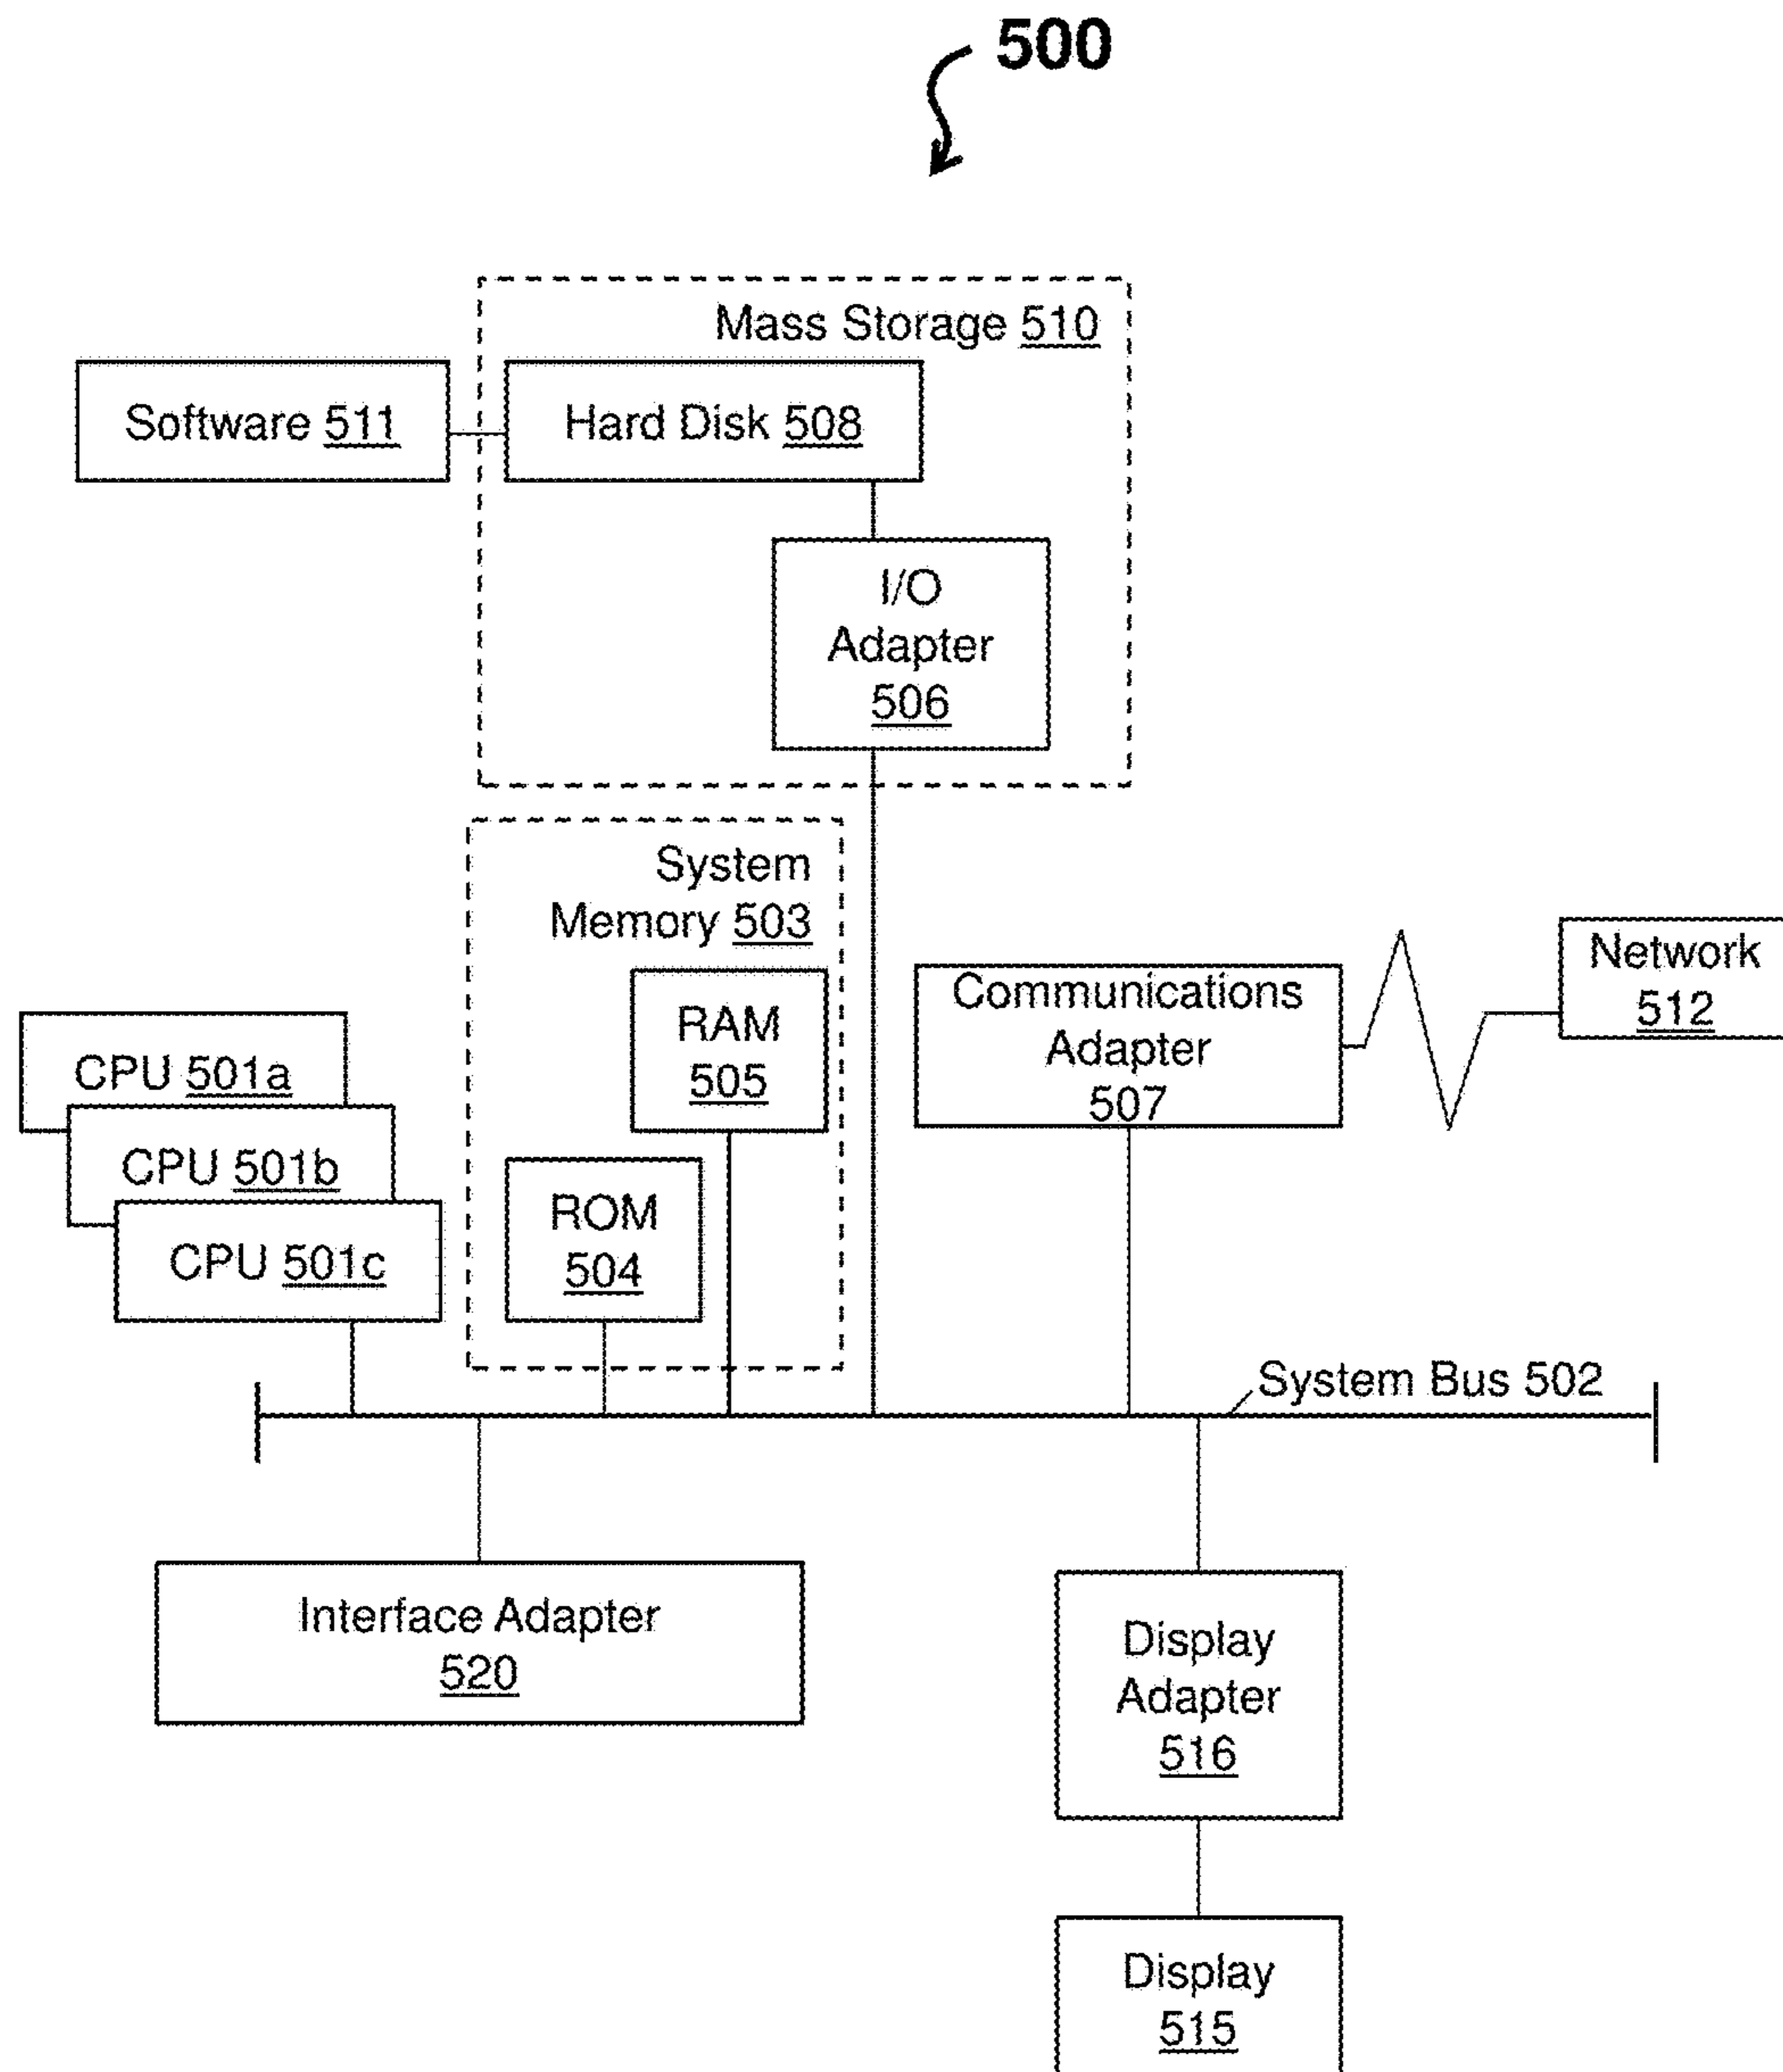 500
Mass Storage 510
Software 511
Hard Disk 508
I/O
Adapter
506
System
Memory 503
RAM
505
ROM
504
CPU 501a
CPU 501b
CPU 501c
Communications
Adapter
507
Network
512
System Bus 502
Interface Adapter
520
Display
Adapter
516
Display
515